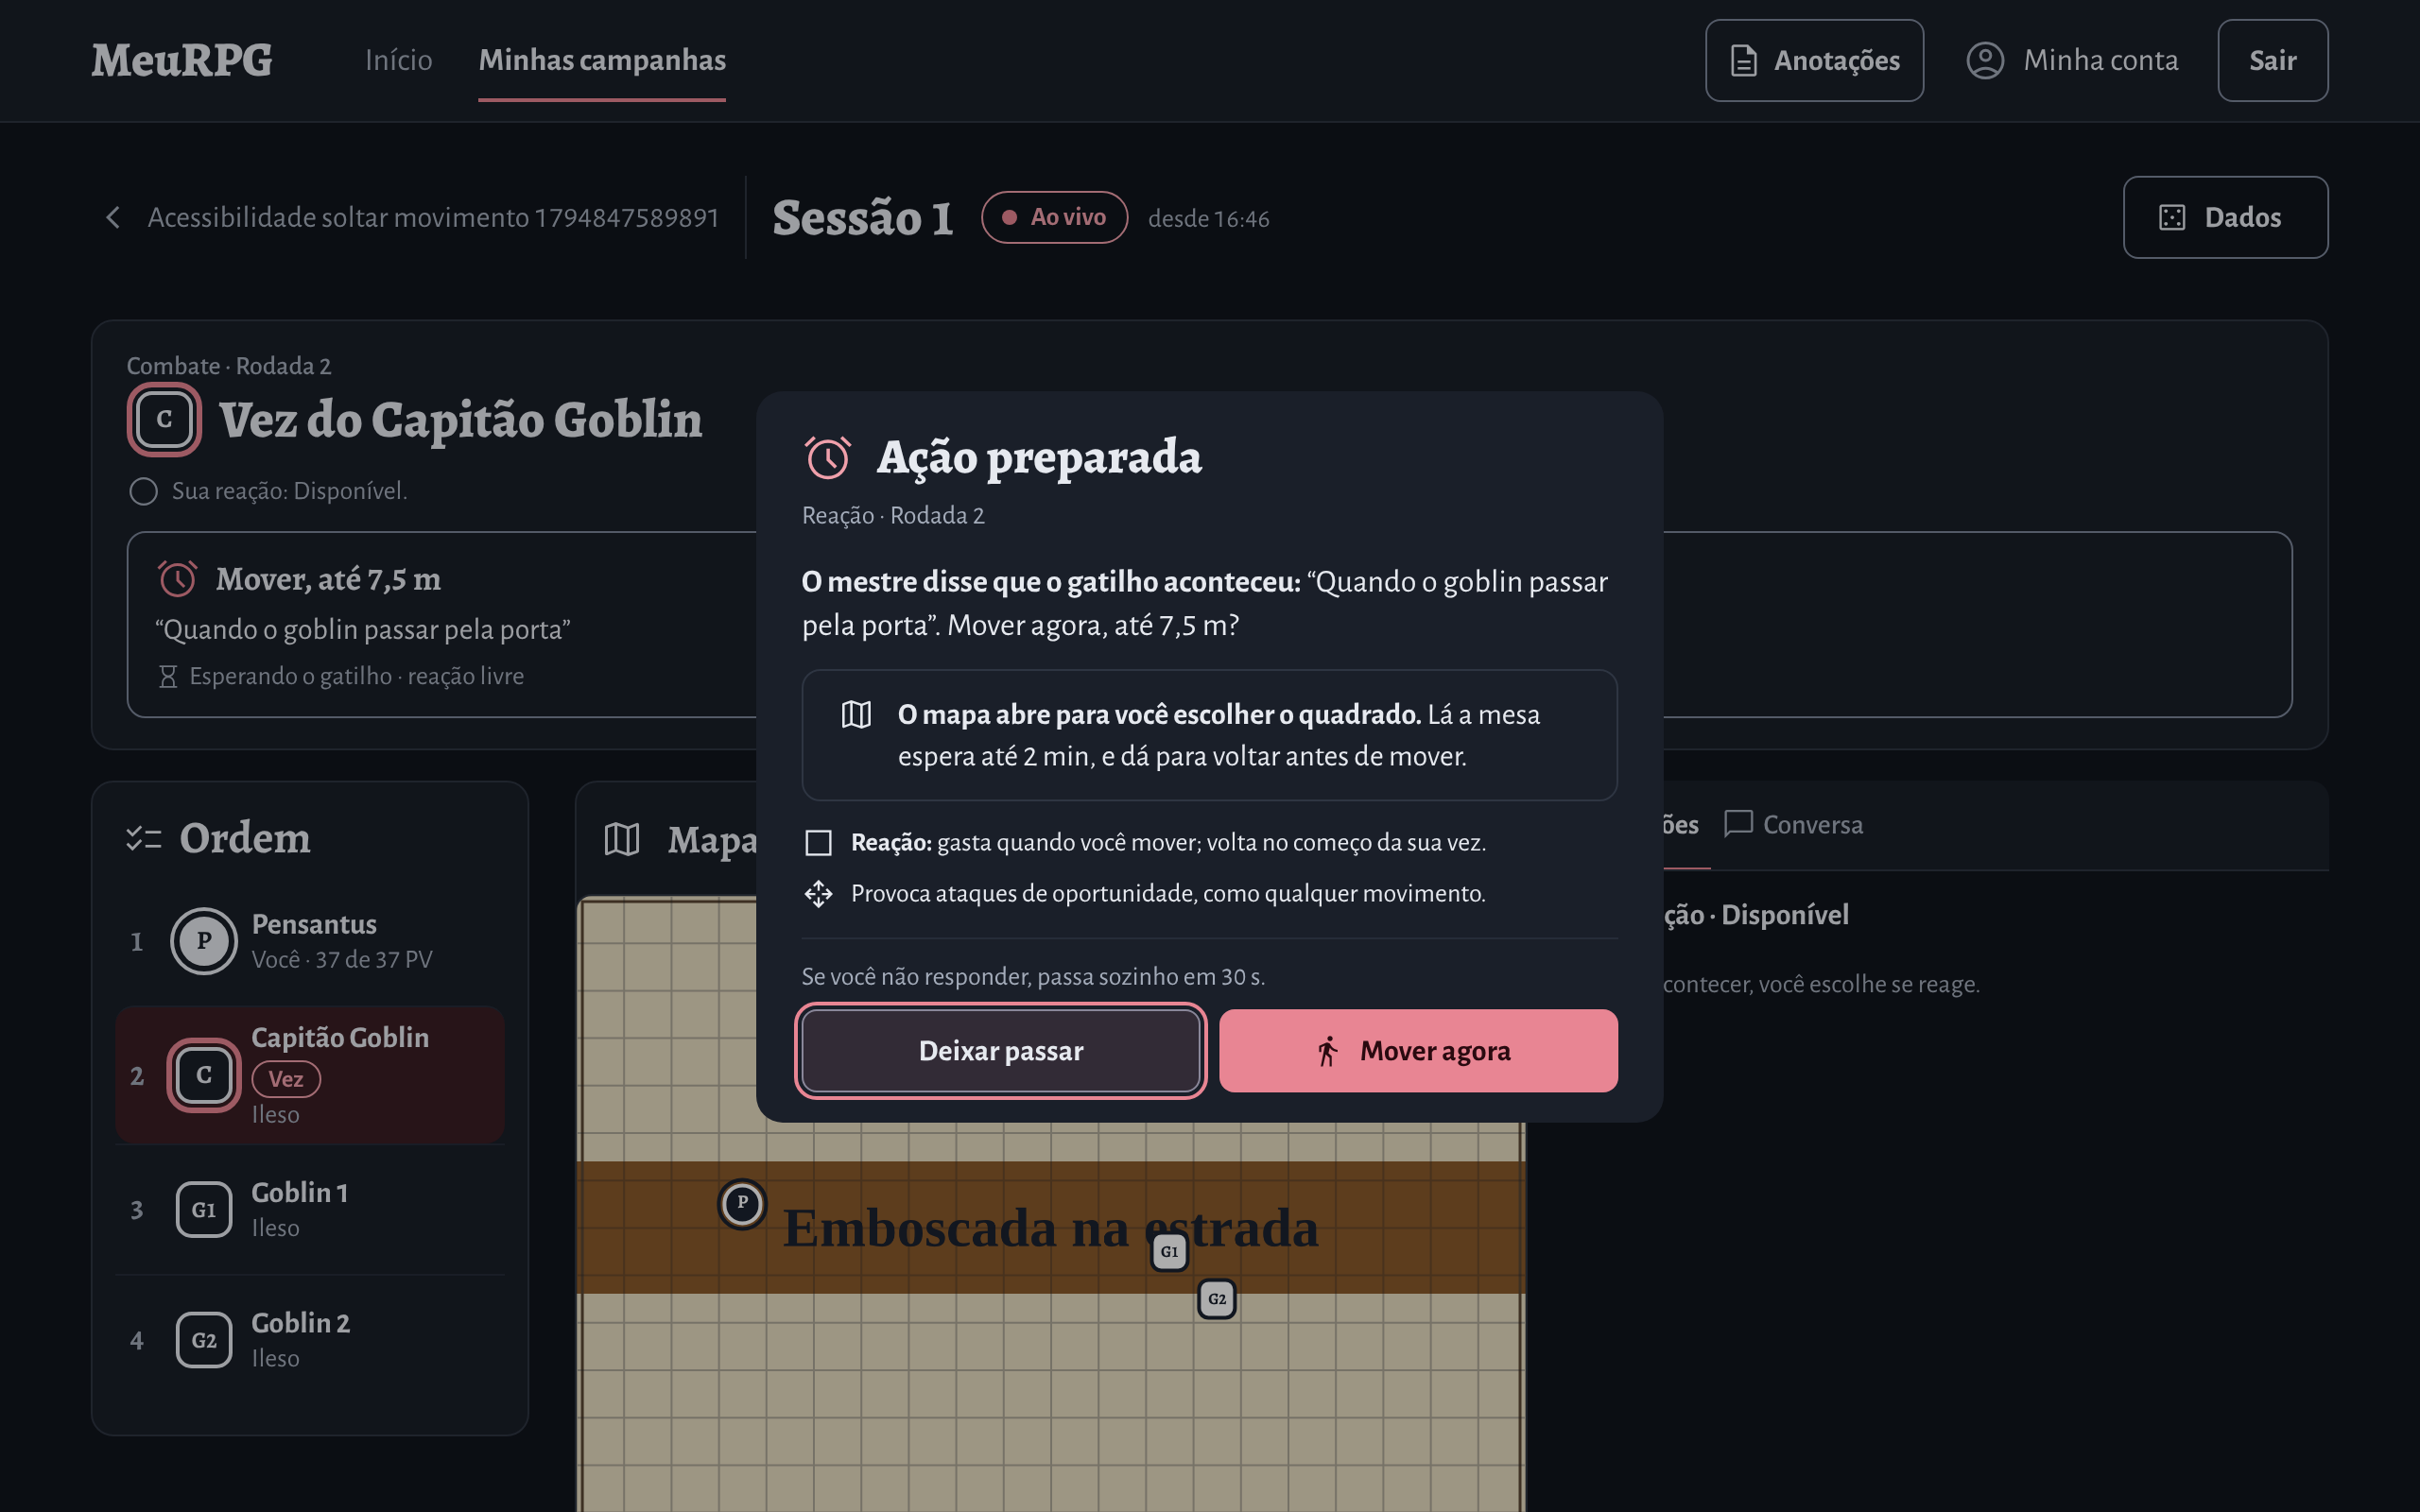 MeuRPG
Início
Minhas campanhas
Anotações
Minha conta
Sair
Acessibilidade soltar movimento 1794847589891
Sessão 1
Ao vivo
desde 16:46
Dados
Combate · Rodada 2
C
Vez do Capitão Goblin
Sua reação: Disponível.
Mover, até 7,5 m
“Quando o goblin passar pela porta”
Esperando o gatilho · reação livre
Ação preparada
Reação · Rodada 2
O mestre disse que o gatilho aconteceu: “Quando o goblin passar
pela porta”. Mover agora, até 7,5 m?
O mapa abre para você escolher o quadrado. Lá a mesa
espera até 2 min, e dá para voltar antes de mover.
Reação: gasta quando você mover; volta no começo da sua vez.
Provoca ataques de oportunidade, como qualquer movimento.
Se você não responder, passa sozinho em 30 s.
Deixar passar
Mover agora
Ordem
1
P
Pensantus
Você · 37 de 37 PV
2
C
Capitão Goblin
Vez
Ileso
3
G1
Goblin 1
Ileso
4
G2
Goblin 2
Ileso
Mapa
P
Emboscada na estrada
G1
G2
ões
Conversa
ção · Disponível
contecer, você escolhe se reage.